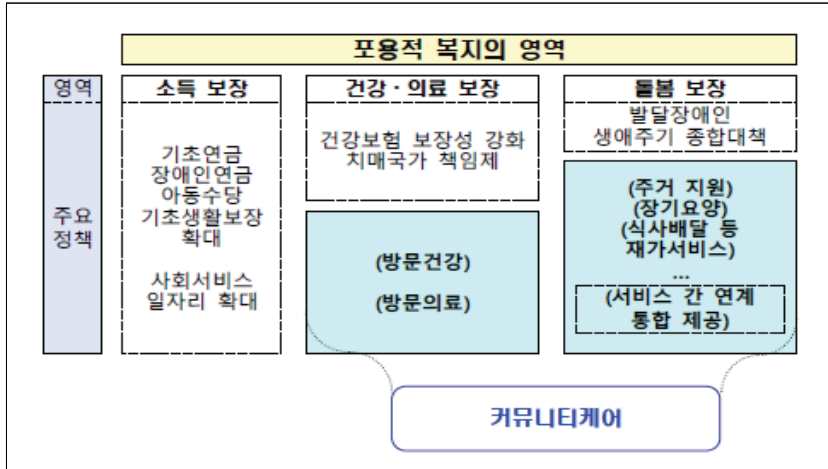 포용적 복지의 영역
영역
소득 보장
건강·의료 보장
돌봄 보장
주요
정책
기초연금
장애인연금
아동수당
기초생활보장
확대
사회서비스
일자리 확대
건강보험 보장성 강화
치매국가 책임제
(방문건강)
(방문의료)
발달장애인
생애주기 종합대책
(주거 지원)
(장기요양)
(식사배달 등
재가서비스)
...
(서비스 간 연계
통합 제공)
커뮤니티케어